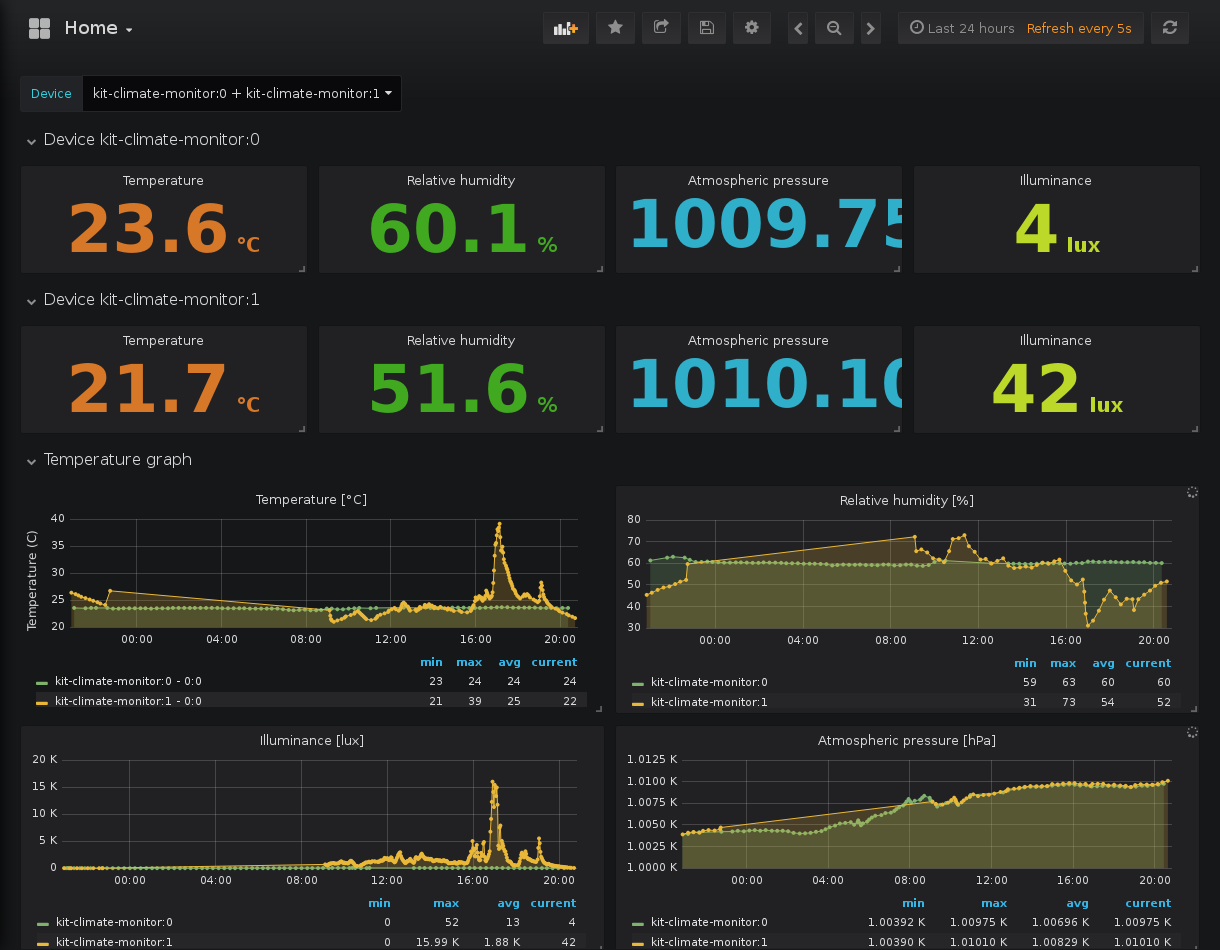 Home
Last 24 hours Refresh every 5s
Device kit-climate-monitor:0 + kit-climate-monitor:1
Device kit-climate-monitor:0
Temperature Relative humidity Atmospheric pressure Illuminance
23.6 °C 60.1 % 1009.75 4 lux
Device kit-climate-monitor:1
Temperature Relative humidity Atmospheric pressure Illuminance
21.7 °C 51.6 % 1010.10 42 lux
Temperature graph
Temperature [°C]
Temperature (C)
40
35
30
25
20
00:00 04:00 08:00 12:00 16:00 20:00
min max avg current
kit-climate-monitor:0 - 0:0 23 24 24 24
kit-climate-monitor:1 - 0:0 21 39 25 22
Relative humidity [%]
80
70
60
50
40
30
00:00 04:00 08:00 12:00 16:00 20:00
min max avg current
kit-climate-monitor:0 59 63 60 60
kit-climate-monitor:1 31 73 54 52
Illuminance [lux]
20 K
15 K
10 K
5 K
0
00:00 04:00 08:00 12:00 16:00 20:00
min max avg current
kit-climate-monitor:0 0 52 13 4
kit-climate-monitor:1 0 15.99 K 1.88 K 42
Atmospheric pressure [hPa]
1.0125 K
1.0100 K
1.0075 K
1.0050 K
1.0025 K
1.0000 K
00:00 04:00 08:00 12:00 16:00 20:00
min max avg current
kit-climate-monitor:0 1.00392 K 1.00975 K 1.00696 K 1.00975 K
kit-climate-monitor:1 1.00390 K 1.01010 K 1.00829 K 1.01010 K